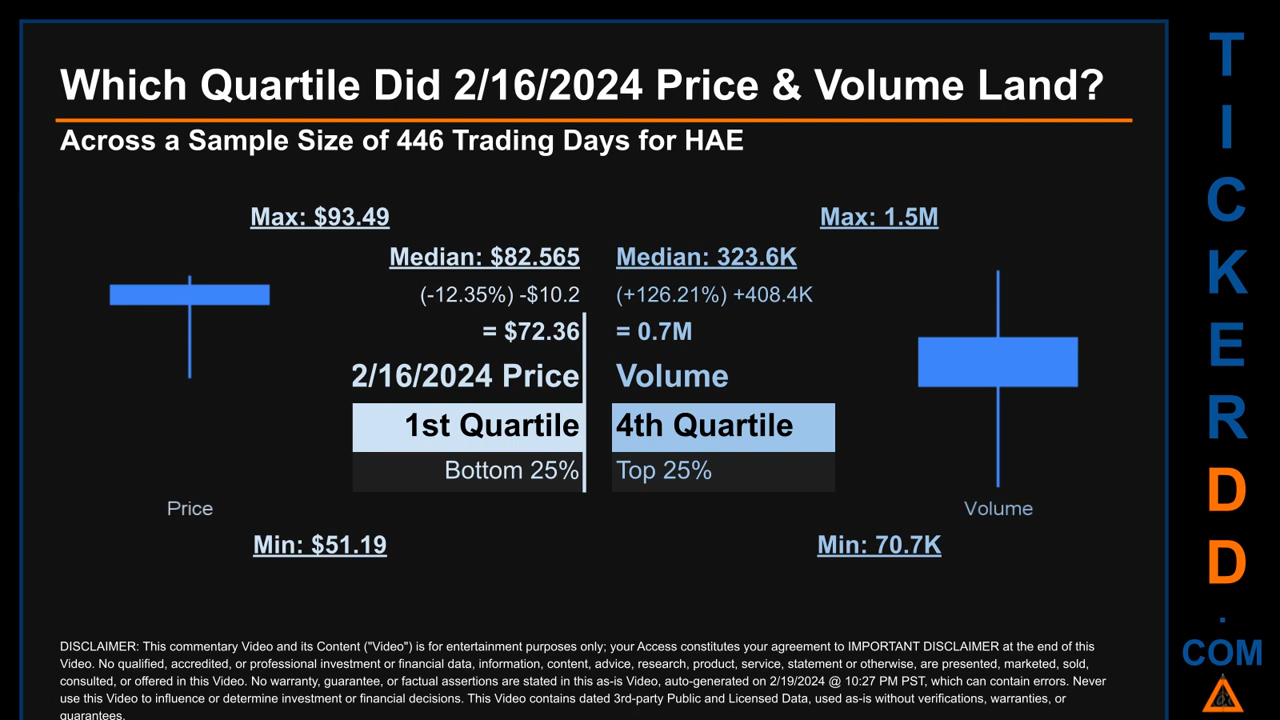 Which Quartile Did 2/16/2024 Price & Volume Land?
Across a Sample Size of 446 Trading Days for HAE
Max: $93.49
Max: 1.5M
Median: $82.565
Median: 323.6K
(-12.35%) -$10.2
(+126.21%) +408.4K
= $72.36
= 0.7M
2/16/2024 Price
Volume
1st Quartile
4th Quartile
Bottom 25%
Top 25%
Price
Volume
Min: $51.19
Min: 70.7K
DISCLAIMER: This commentary Video and its Content ("Video") is for entertainment purposes only; your Access constitutes your agreement to IMPORTANT DISCLAIMER at the end of this
Video. No qualified, accredited, or professional investment or financial data, information, content, advice, research, product, service, statement or otherwise, are presented, marketed, sold,
consulted, or offered in this Video. No warranty, guarantee, or factual assertions are stated in this as-is Video, auto-generated on 2/19/2024 @ 10:27 PM PST, which can contain errors. Never
use this Video to influence or determine investment or financial decisions. This Video contains dated 3rd-party Public and Licensed Data, used as-is without verifications, warranties, or
guarantees.
T
I
C
K
E
R
D
D
.
COM